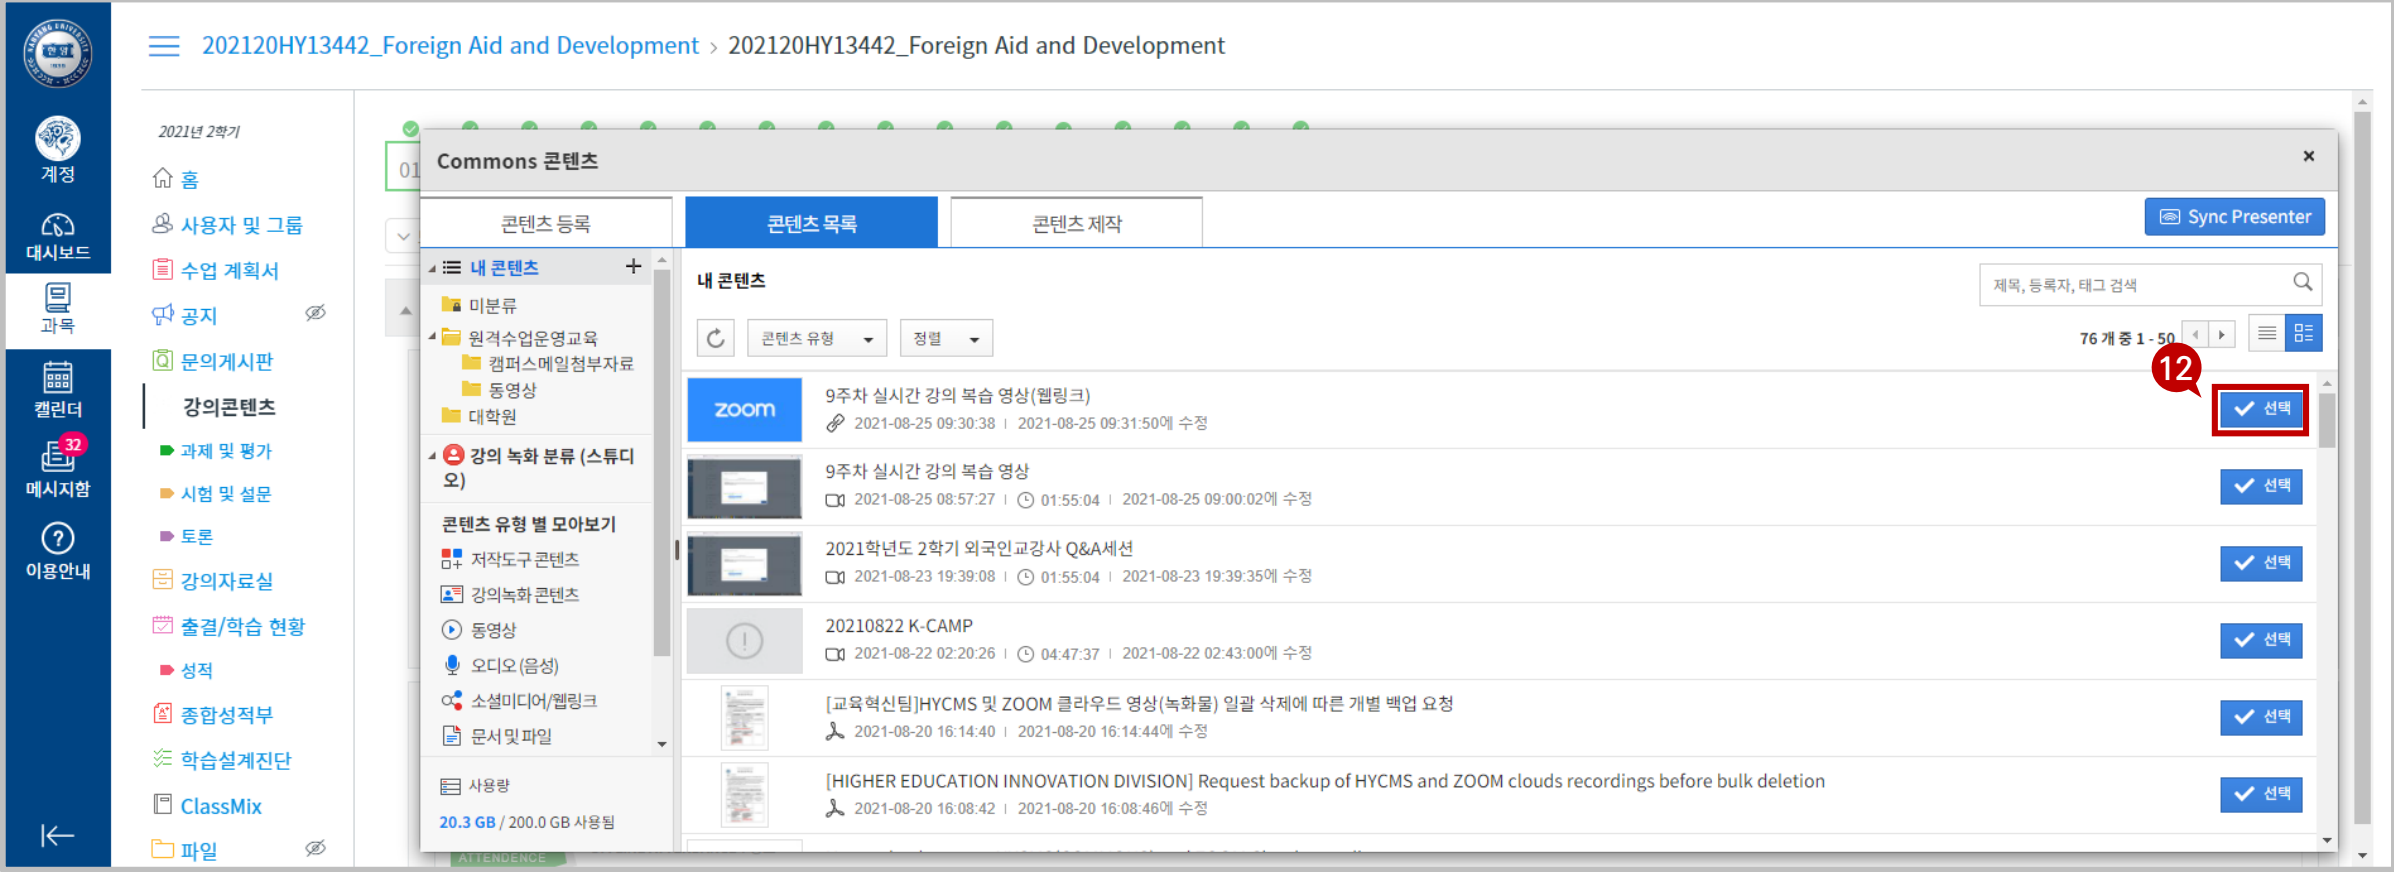 202120HY13442_Foreign Aid and Development › 202120HY13442_Foreign Aid and Development
한양
계정
대시보드
과목
캘린더
32
메시지함
이용안내
2021년 2학기
홈
사용자 및 그룹
수업 계획서
공지
문의게시판
강의콘텐츠
과제 및 평가
시험 및 설문
토론
강의자료실
출결/학습 현황
성적
종합성적부
학습설계진단
ClassMix
파일
01
Commons 콘텐츠
×
콘텐츠 등록
콘텐츠 목록
콘텐츠 제작
Sync Presenter
내 콘텐츠 +
미분류
원격수업운영교육
캠퍼스메일첨부자료
동영상
대학원
강의 녹화 분류 (스튜디
오)
콘텐츠 유형 별 모아보기
저작도구 콘텐츠
강의녹화 콘텐츠
동영상
오디오 (음성)
소셜미디어/웹링크
문서 및 파일
사용량
20.3 GB / 200.0 GB 사용됨
내 콘텐츠
제목, 등록자, 태그 검색
콘텐츠 유형
정렬
76 개 중 1 - 50
12
zoom
9주차 실시간 강의 복습 영상(웹링크)
2021-08-25 09:30:38 | 2021-08-25 09:31:50에 수정
선택
9주차 실시간 강의 복습 영상
2021-08-25 08:57:27 | 01:55:04 | 2021-08-25 09:00:02에 수정
선택
2021학년도 2학기 외국인교강사 Q&A세션
2021-08-23 19:39:08 | 01:55:04 | 2021-08-23 19:39:35에 수정
선택
20210822 K-CAMP
2021-08-22 02:20:26 | 04:47:37 | 2021-08-22 02:43:00에 수정
선택
[교육혁신팀]HYCMS 및 ZOOM 클라우드 영상(녹화물) 일괄 삭제에 따른 개별 백업 요청
2021-08-20 16:14:40 | 2021-08-20 16:14:44에 수정
선택
[HIGHER EDUCATION INNOVATION DIVISION] Request backup of HYCMS and ZOOM clouds recordings before bulk deletion
2021-08-20 16:08:42 | 2021-08-20 16:08:46에 수정
선택
ATTENDENCE